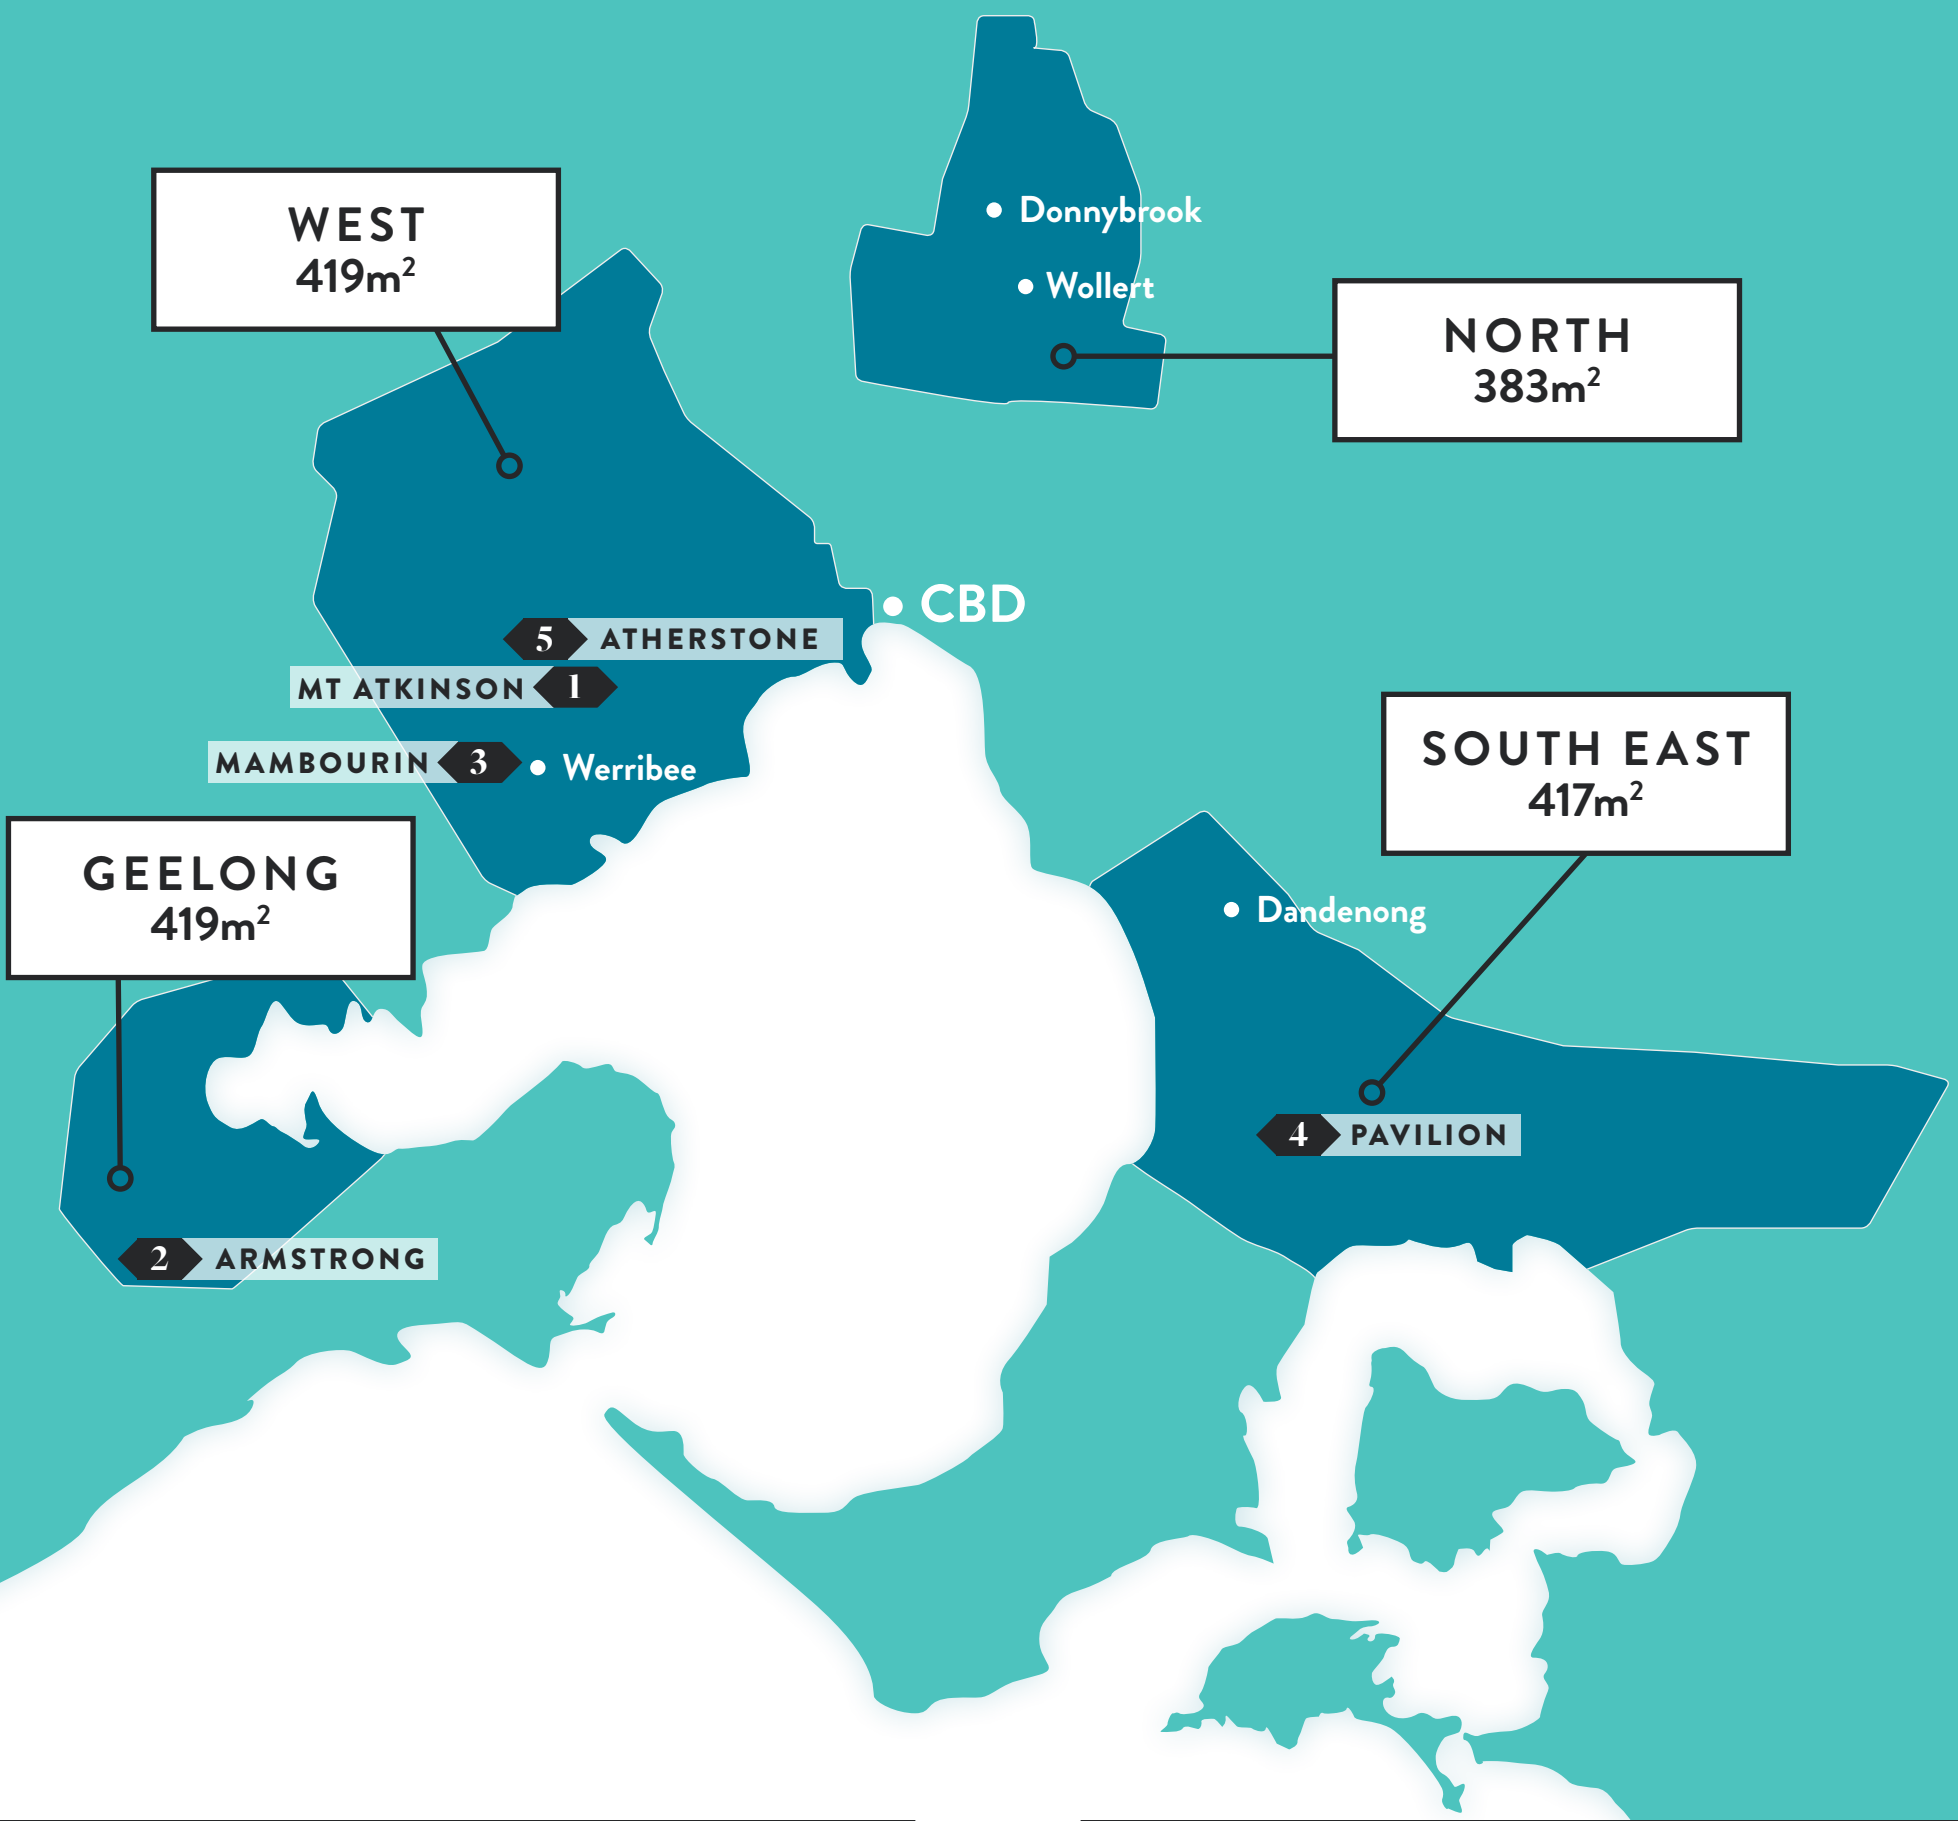 Donnybrook
WEST
419m²
Wollert
NORTH
383m²
CBD
5 ATHERSTONE
MT ATKINSON 1
SOUTH EAST
417m²
MAMBOURIN 3
Werribee
GEELONG
419m²
Dandenong
4 PAVILION
2 ARMSTRONG